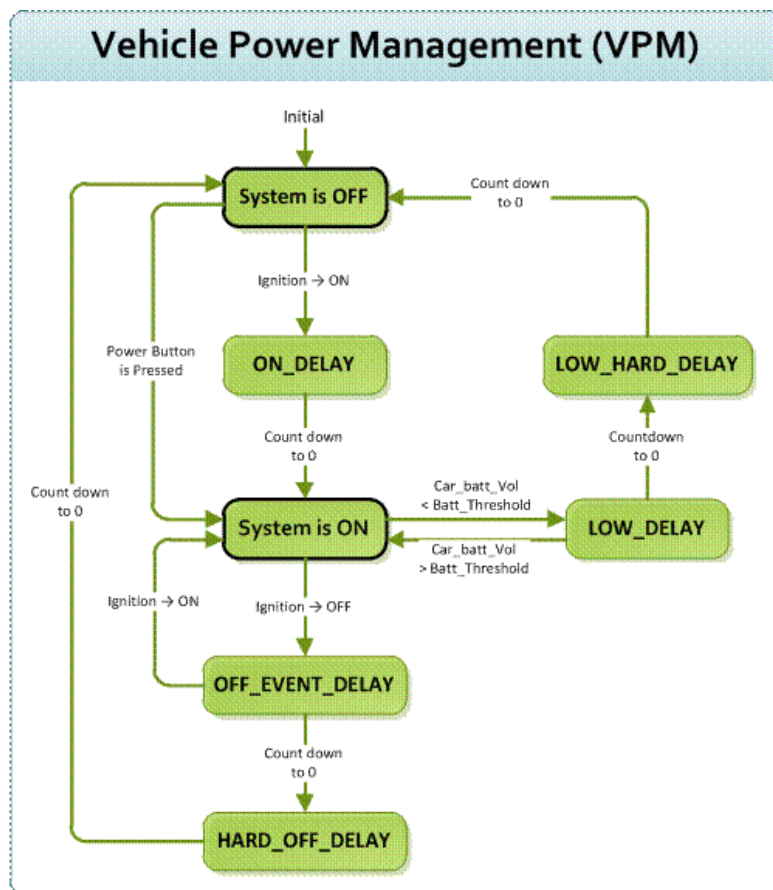 Vehicle Power Management (VPM)
Initial
System is OFF
Count down
to 0
Ignition → ON
Power Button
is Pressed
ON_DELAY
LOW_HARD_DELAY
Count down
to 0
Countdown
to 0
Count down
to 0
Car_batt_Vol
< Batt_Threshold
System is ON
LOW_DELAY
Car_batt_Vol
> Batt_Threshold
Ignition → ON
Ignition → OFF
OFF_EVENT_DELAY
Count down
to 0
HARD_OFF_DELAY